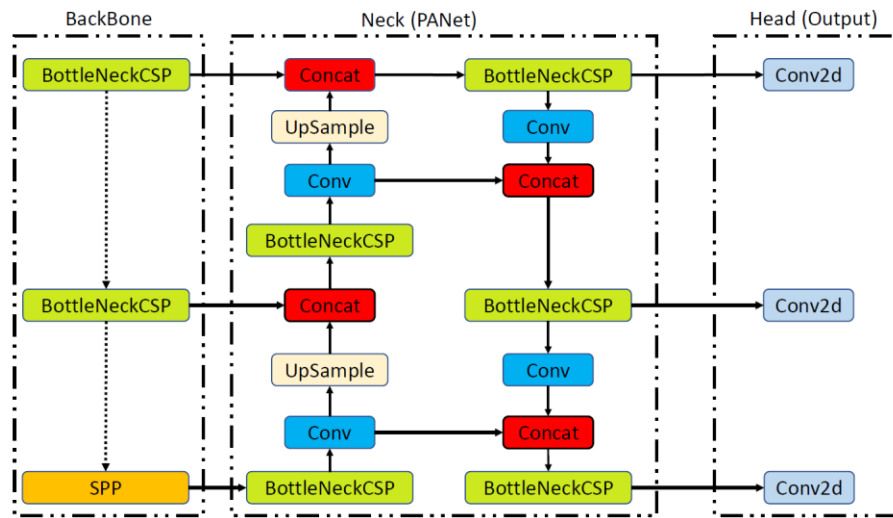 BackBone
Neck (PANet)
Head (Output)
BottleNeckCSP
Concat
BottleNeckCSP
Conv2d
UpSample
Conv
Conv
Concat
BottleNeckCSP
BottleNeckCSP
Concat
BottleNeckCSP
Conv2d
UpSample
Conv
Conv
Concat
SPP
BottleNeckCSP
BottleNeckCSP
Conv2d